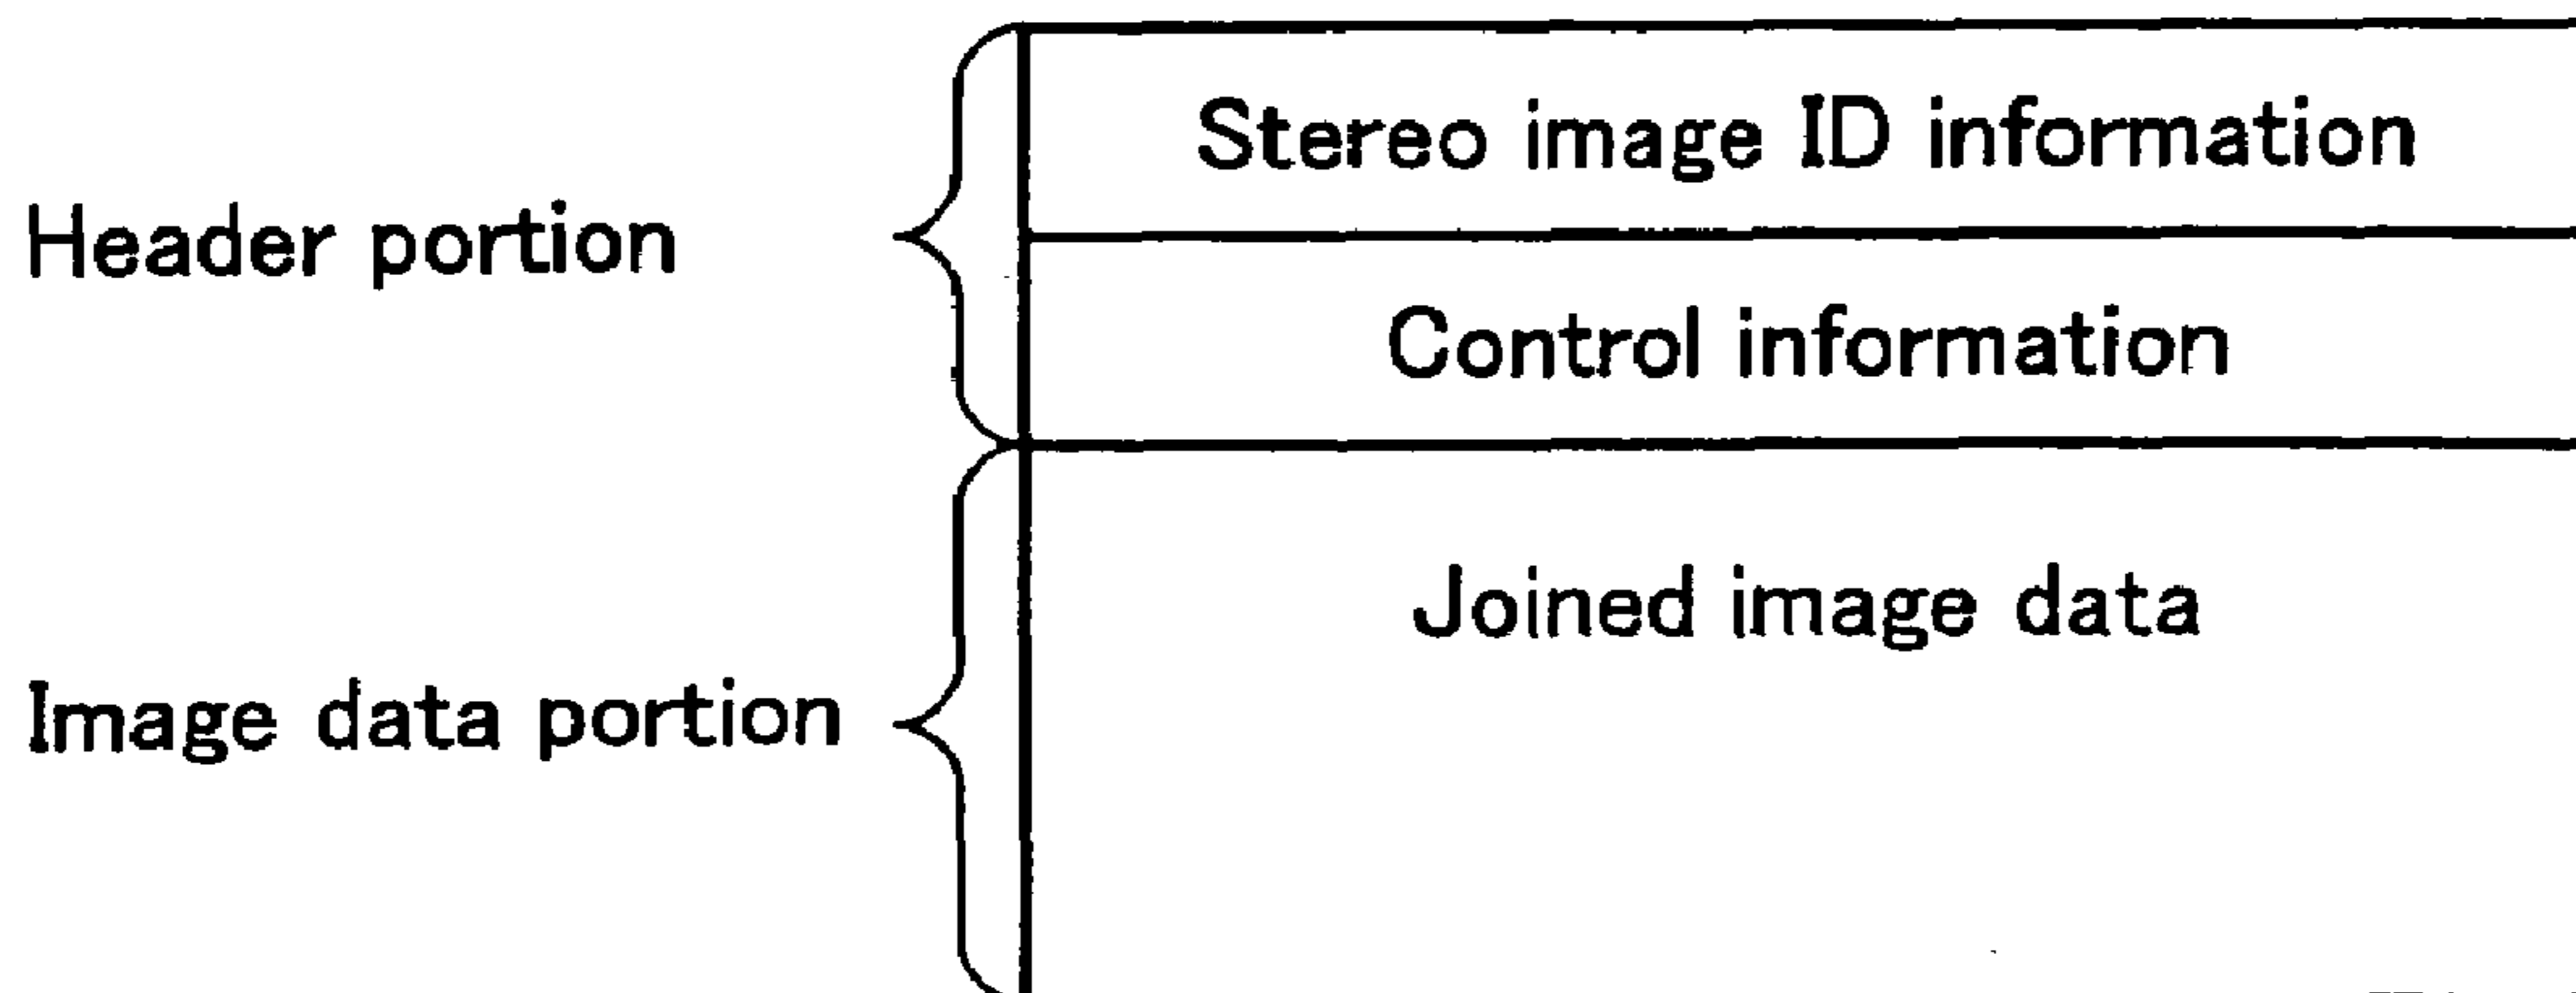 Stereo image ID information
Header portion
Control information
Joined image data
Image data portion